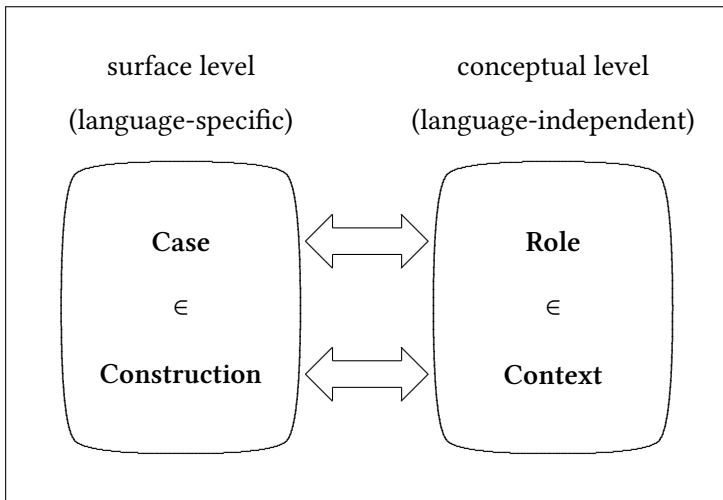 surface level
(language-specific)
Case
∈
Construction
conceptual level
(language-independent)
Role
∈
Context